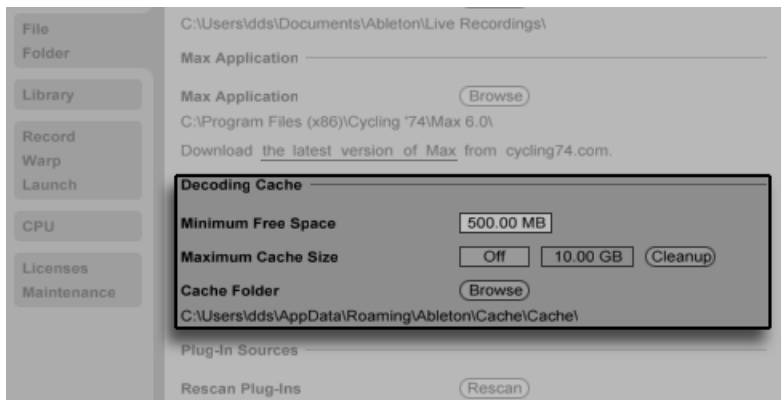 File
Folder
Library
Record
Warp
Launch
CPU
Licenses
Maintenance
C:\Users\dds\Documents\Ableton\Live Recordings\
Max Application
Max Application Browse
C:\Program Files (x86)\Cycling '74\Max 6.0\
Download the latest version of Max from cycling74.com.
Decoding Cache
Minimum Free Space 500.00 MB
Maximum Cache Size Off 10.00 GB Cleanup
Cache Folder Browse
C:\Users\dds\AppData\Roaming\Ableton\Cache\Cache\
Plug-In Sources
Rescan Plug-Ins Rescan